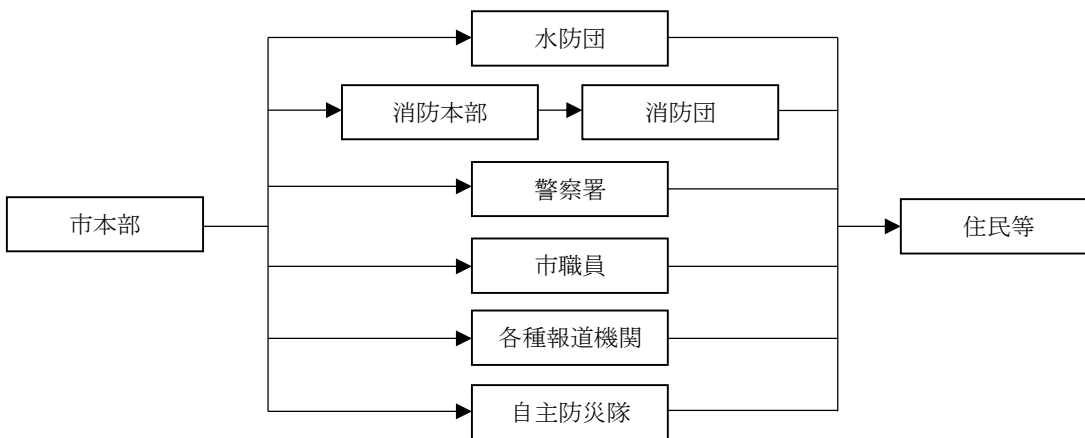 水防団
消防本部
消防団
警察署
市本部
住民等
市職員
各種報道機関
自主防災隊